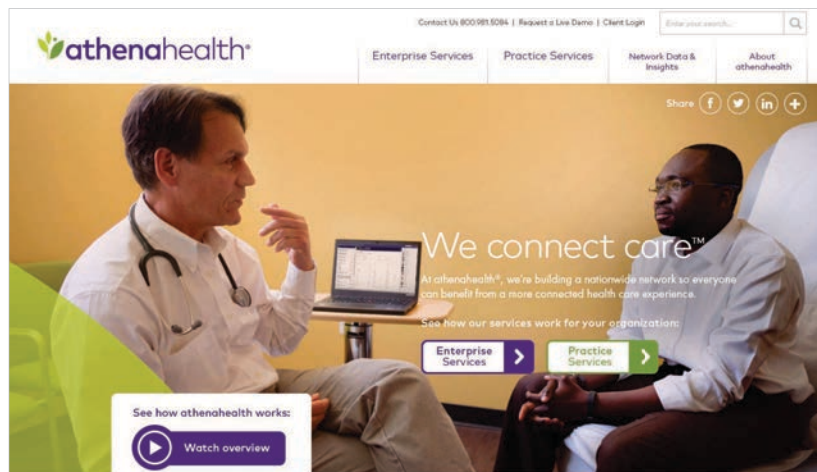 Contact Us 800.981.5084 | Request a Live Demo | Client Login
Enter your search...
athenahealth®
Enterprise Services
Practice Services
Network Data &
Insights
About
athenahealth
Share
We connect care™
At athenahealth®, we're building a nationwide network so everyone
can benefit from a more connected health care experience.
See how our services work for your organization:
Enterprise
Services
Practice
Services
See how athenahealth works:
Watch overview